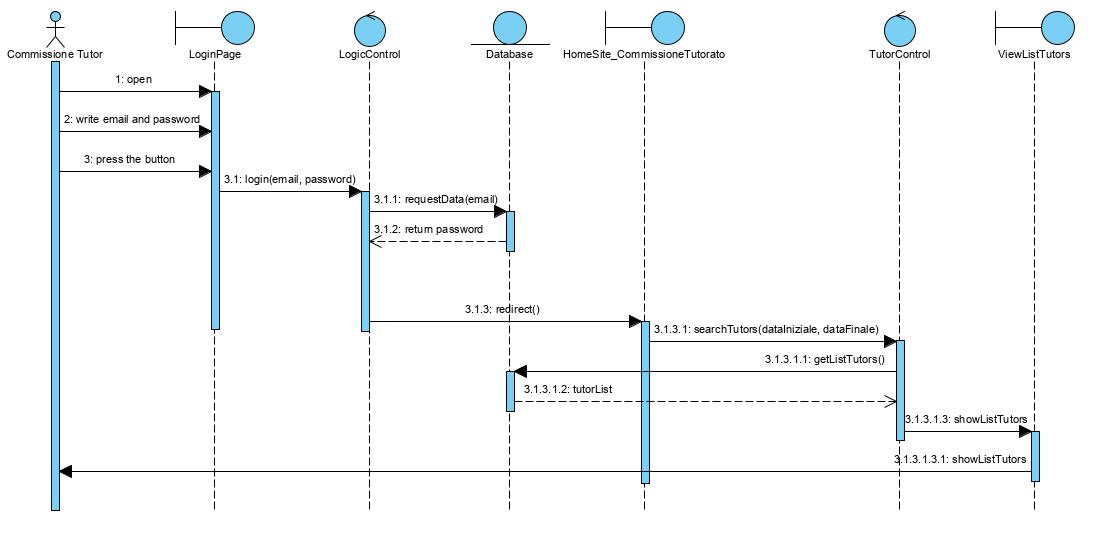 Commissione Tutor
LoginPage
LogicControl
Database
HomeSite_CommissioneTutorato
TutorControl
ViewListTutors
1: open
2: write email and password
3: press the button
3.1: login(email, password)
3.1.1: requestData(email)
3.1.2: return password
3.1.3: redirect()
3.1.3.1: searchTutors(dataIniziale, dataFinale)
3.1.3.1.1: getListTutors()
3.1.3.1.2: tutorList
3.1.3.1.3: showListTutors
3.1.3.1.3.1: showListTutors